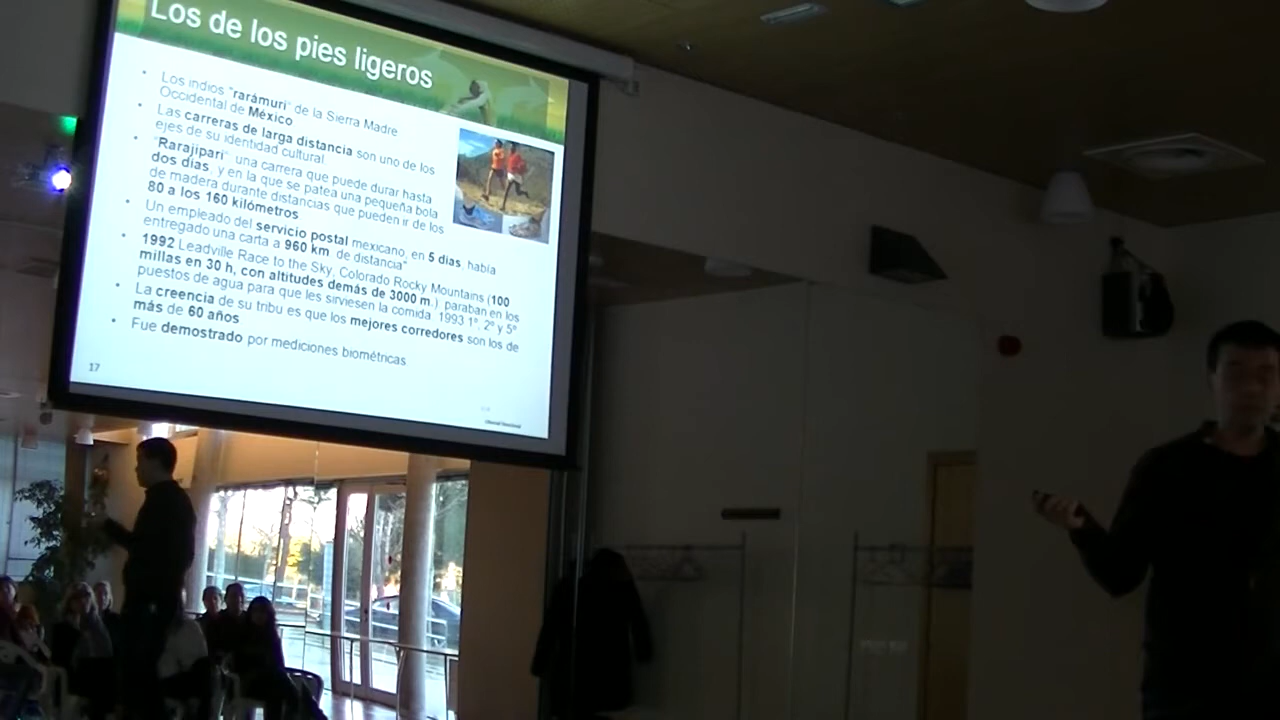 Los de los pies ligeros
• Los indios "rarámuri" de la Sierra Madre
Occidental de México
• Las carreras de larga distancia son uno de los
ejes de su identidad cultural
• "Rarajipari" una carrera que puede durar hasta
dos días, y en la que se patea una pequeña bola
de madera durante distancias que pueden ir de los
80 a los 160 kilómetros
• Un empleado del servicio postal mexicano, en 5 días, había
entregado una carta a 960 km de distancia"
• 1992 Leadville Race to the Sky, Colorado Rocky Mountains (100
millas en 30 h, con altitudes demás de 3000 m.) paraban en los
puestos de agua para que les sirviesen la comida 1993 1º, 2º y 5º
• La creencia de su tribu es que los mejores corredores son los de
más de 60 años
• Fue demostrado por mediciones biométricas
17